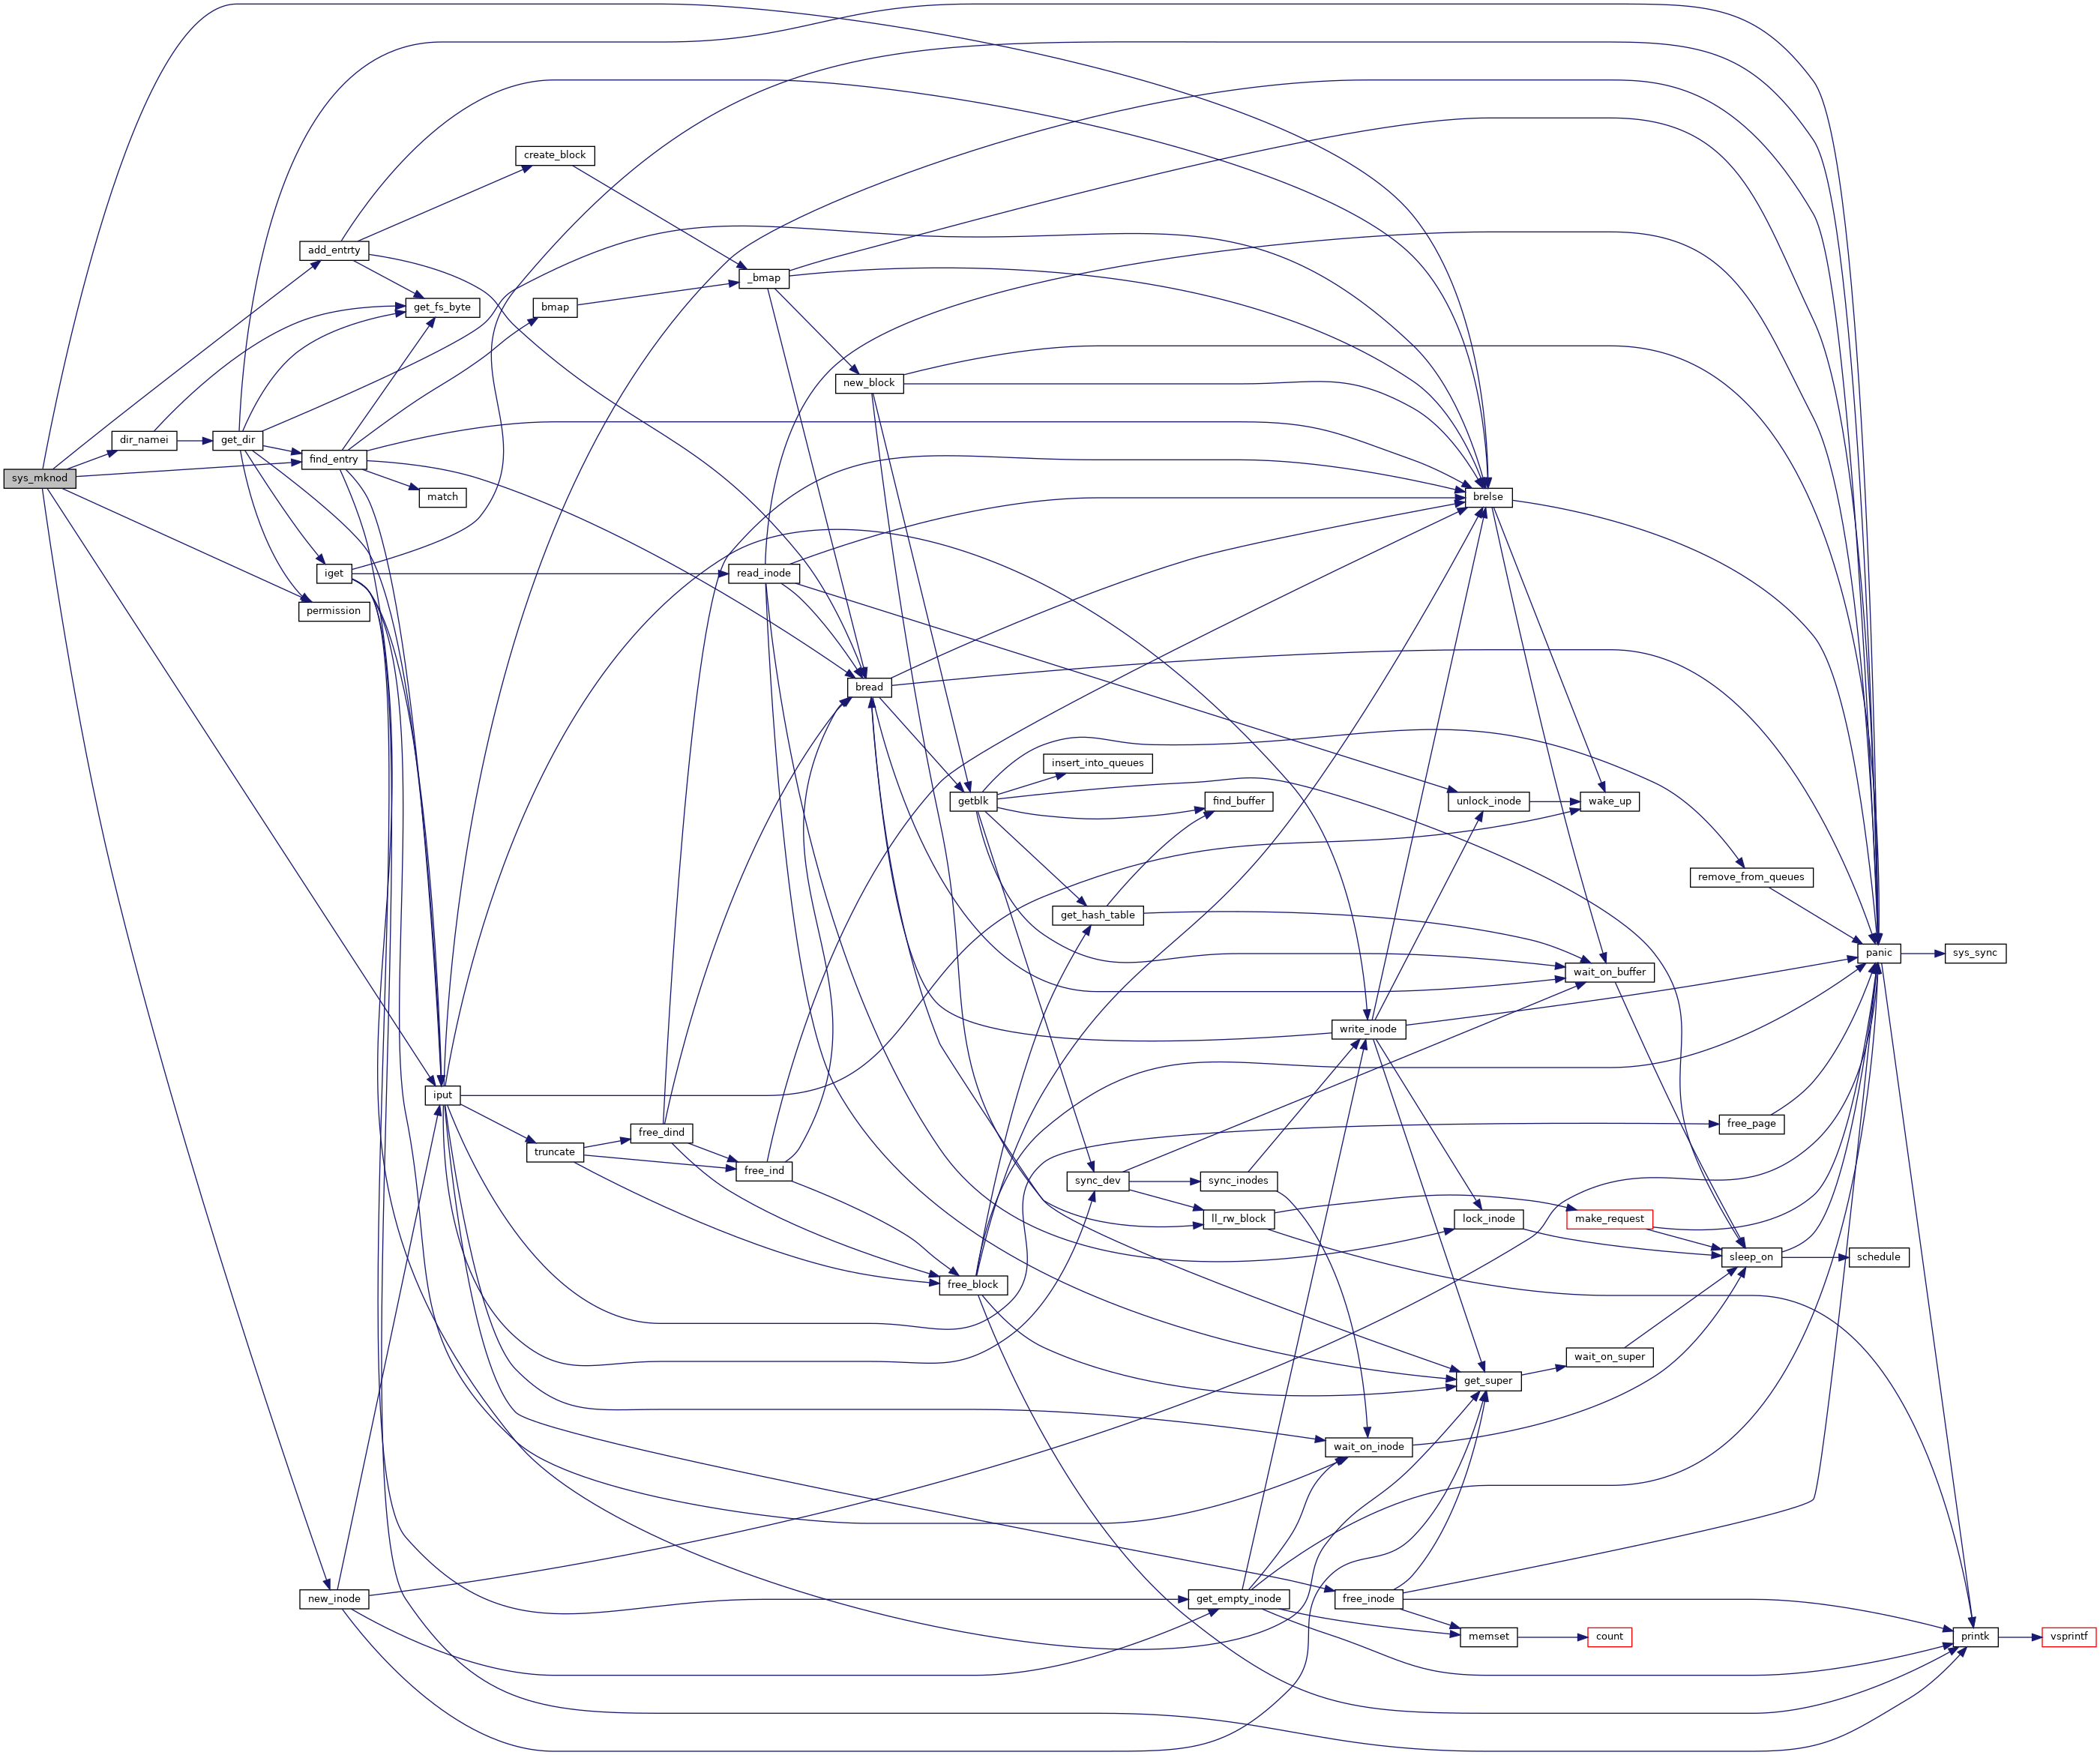 create_block
add_entrty
_bmap
get_fs_byte
bmap
new_block
dir_namei
get_dir
find_entry
sys_mknod
match
brelse
iget
read_inode
permission
bread
insert_into_queues
getblk
find_buffer
unlock_inode
wake_up
remove_from_queues
get_hash_table
panic
sys_sync
wait_on_buffer
write_inode
iput
free_page
free_dind
truncate
free_ind
sync_dev
sync_inodes
ll_rw_block
lock_inode
make_request
sleep_on
schedule
free_block
wait_on_super
get_super
wait_on_inode
new_inode
get_empty_inode
free_inode
memset
count
printk
vsprintf